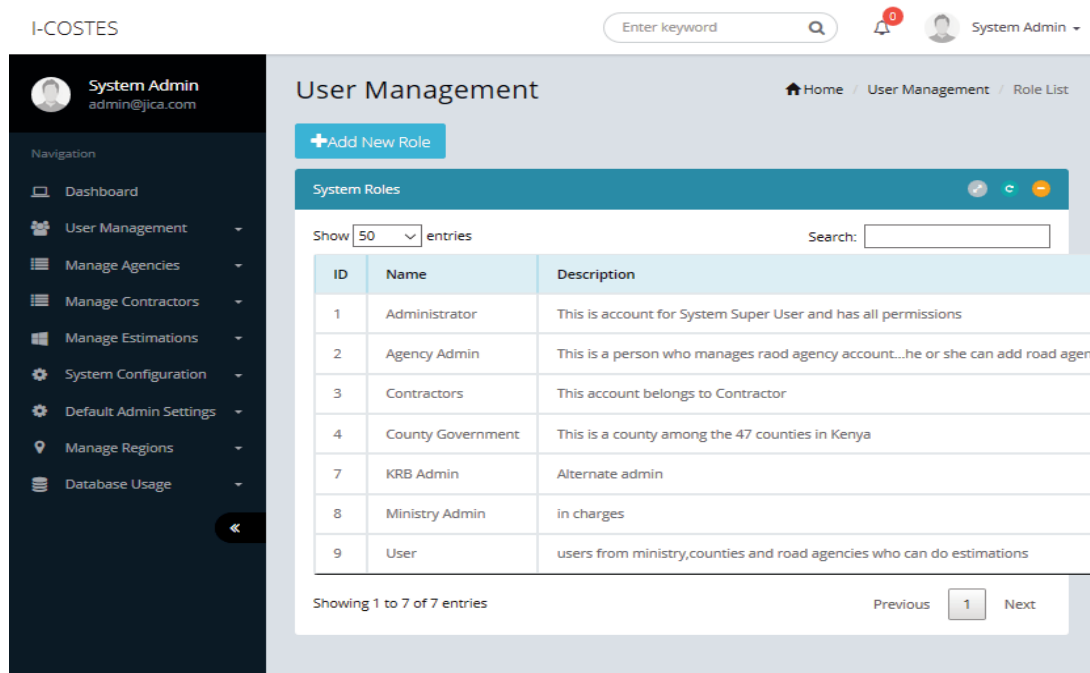 I-COSTES
Enter keyword
0
System Admin
System Admin
admin@jica.com
Navigation
Dashboard
User Management
Manage Agencies
Manage Contractors
Manage Estimations
System Configuration
Default Admin Settings
Manage Regions
Database Usage
User Management
Home / User Management / Role List
Add New Role
System Roles
Show 50 entries
Search:
ID Name Description
1 Administrator This is account for System Super User and has all permissions
2 Agency Admin This is a person who manages raod agency account...he or she can add road agen
3 Contractors This account belongs to Contractor
4 County Government This is a county among the 47 counties in Kenya
7 KRB Admin Alternate admin
8 Ministry Admin in charges
9 User users from ministry,counties and road agencies who can do estimations
Showing 1 to 7 of 7 entries
Previous 1 Next